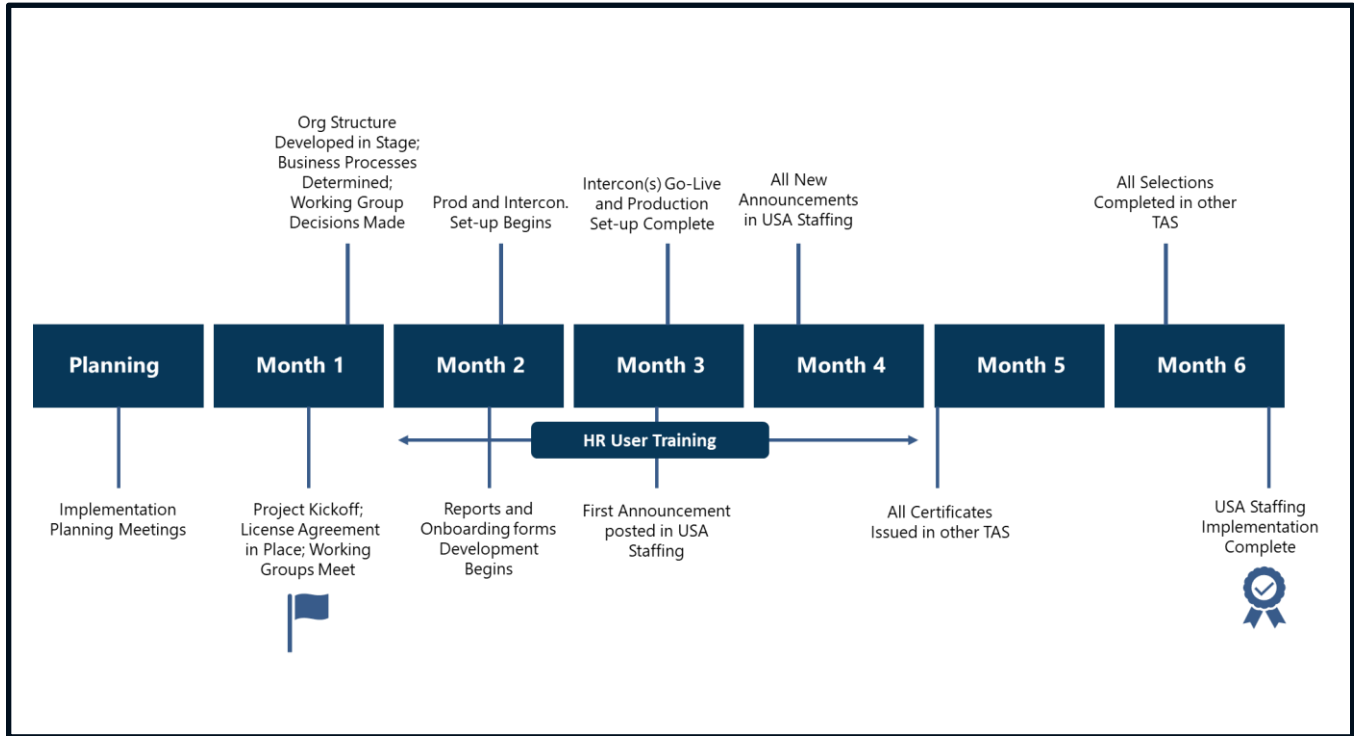 Org Structure
Developed in Stage;
Business Processes
Determined;
Working Group
Decisions Made
Prod and Intercon.
Set-up Begins
Intercon(s) Go-Live
and Production
Set-up Complete
All New
Announcements
in USA Staffing
All Selections
Completed in other
TAS
Planning
Month 1
Month 2
Month 3
Month 4
Month 5
Month 6
HR User Training
Implementation
Planning Meetings
Project Kickoff;
License Agreement
in Place; Working
Groups Meet
Reports and
Onboarding forms
Development
Begins
First Announcement
posted in USA
Staffing
All Certificates
Issued in other TAS
USA Staffing
Implementation
Complete